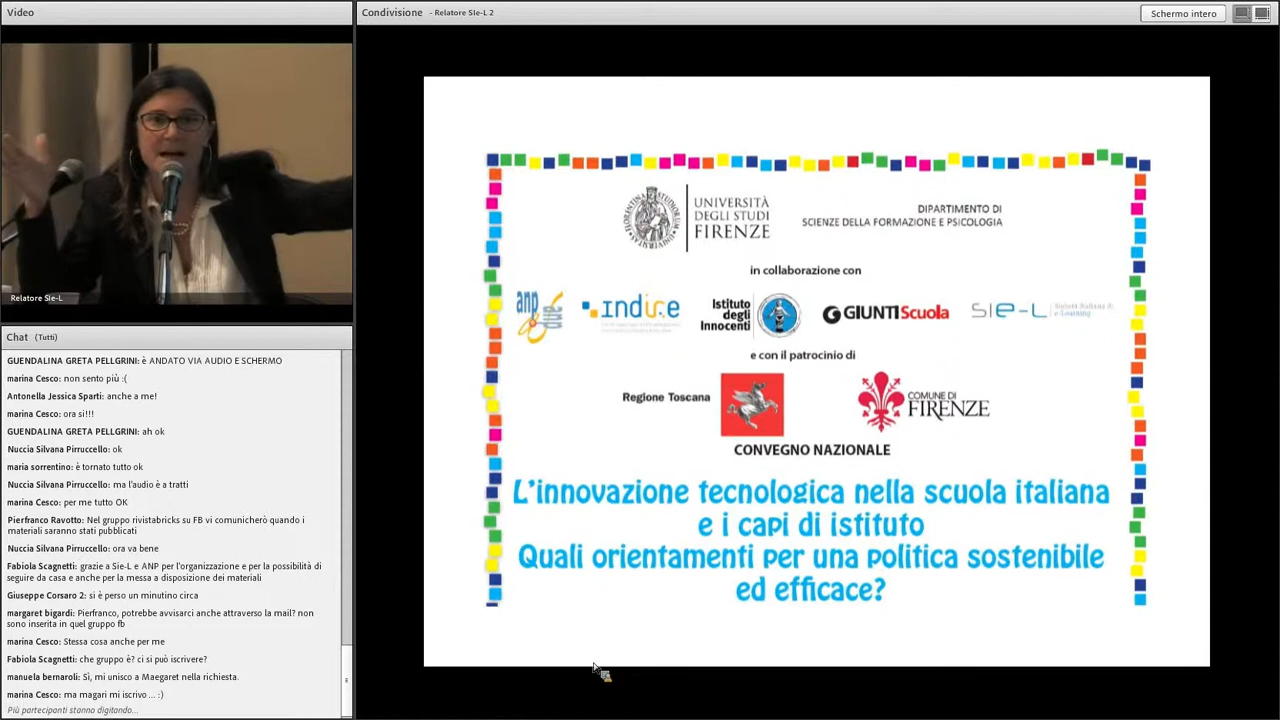 Video
Condivisione - Relatore SIe-L 2
Schermo intero
Relatore SIe-L
Chat (Tutti)
GUENDALINA GRETA PELLGRINI: è ANDATO VIA AUDIO E SCHERMO
marina Cesco: non sento più :(
Antonella Jessica Sparti: anche a me!
marina Cesco: ora si!!!
GUENDALINA GRETA PELLGRINI: ah ok
Nuccia Silvana Pirruccello: ok
maria sorrentino: è tornato tutto ok
Nuccia Silvana Pirruccello: ma l'audio è a tratti
marina Cesco: per me tutto OK
Pierfranco Ravotto: Nel gruppo rivistabricks su FB vi comunicherò quando i
materiali saranno stati pubblicati
Nuccia Silvana Pirruccello: ora va bene
Fabiola Scagnetti: grazie a Sie-L e ANP per l'organizzazione e per la possibilità di
seguire da casa e anche per la messa a disposizione dei materiali
Giuseppe Corsaro 2: si è perso un minutino circa
margaret bigardi: Pierfranco, potrebbe avvisarci anche attraverso la mail? non
sono inserita in quel gruppo fb
marina Cesco: Stessa cosa anche per me
Fabiola Scagnetti: che gruppo è? ci si può iscrivere?
manuela bernaroli: Sì, mi unisco a Maegaret nella richiesta.
marina Cesco: ma magari mi iscrivo ... :)
Più partecipanti stanno digitando...
UNIVERSITÀ
DEGLI STUDI
FIRENZE
DIPARTIMENTO DI
SCIENZE DELLA FORMAZIONE E PSICOLOGIA
in collaborazione con
anp
indire
Istituto
degli
Innocenti
GIUNTI Scuola
SIe-L Società Italiana di
e-Learning
e con il patrocinio di
Regione Toscana
COMUNE DI
FIRENZE
CONVEGNO NAZIONALE
L'innovazione tecnologica nella scuola italiana
e i capi di istituto
Quali orientamenti per una politica sostenibile
ed efficace?